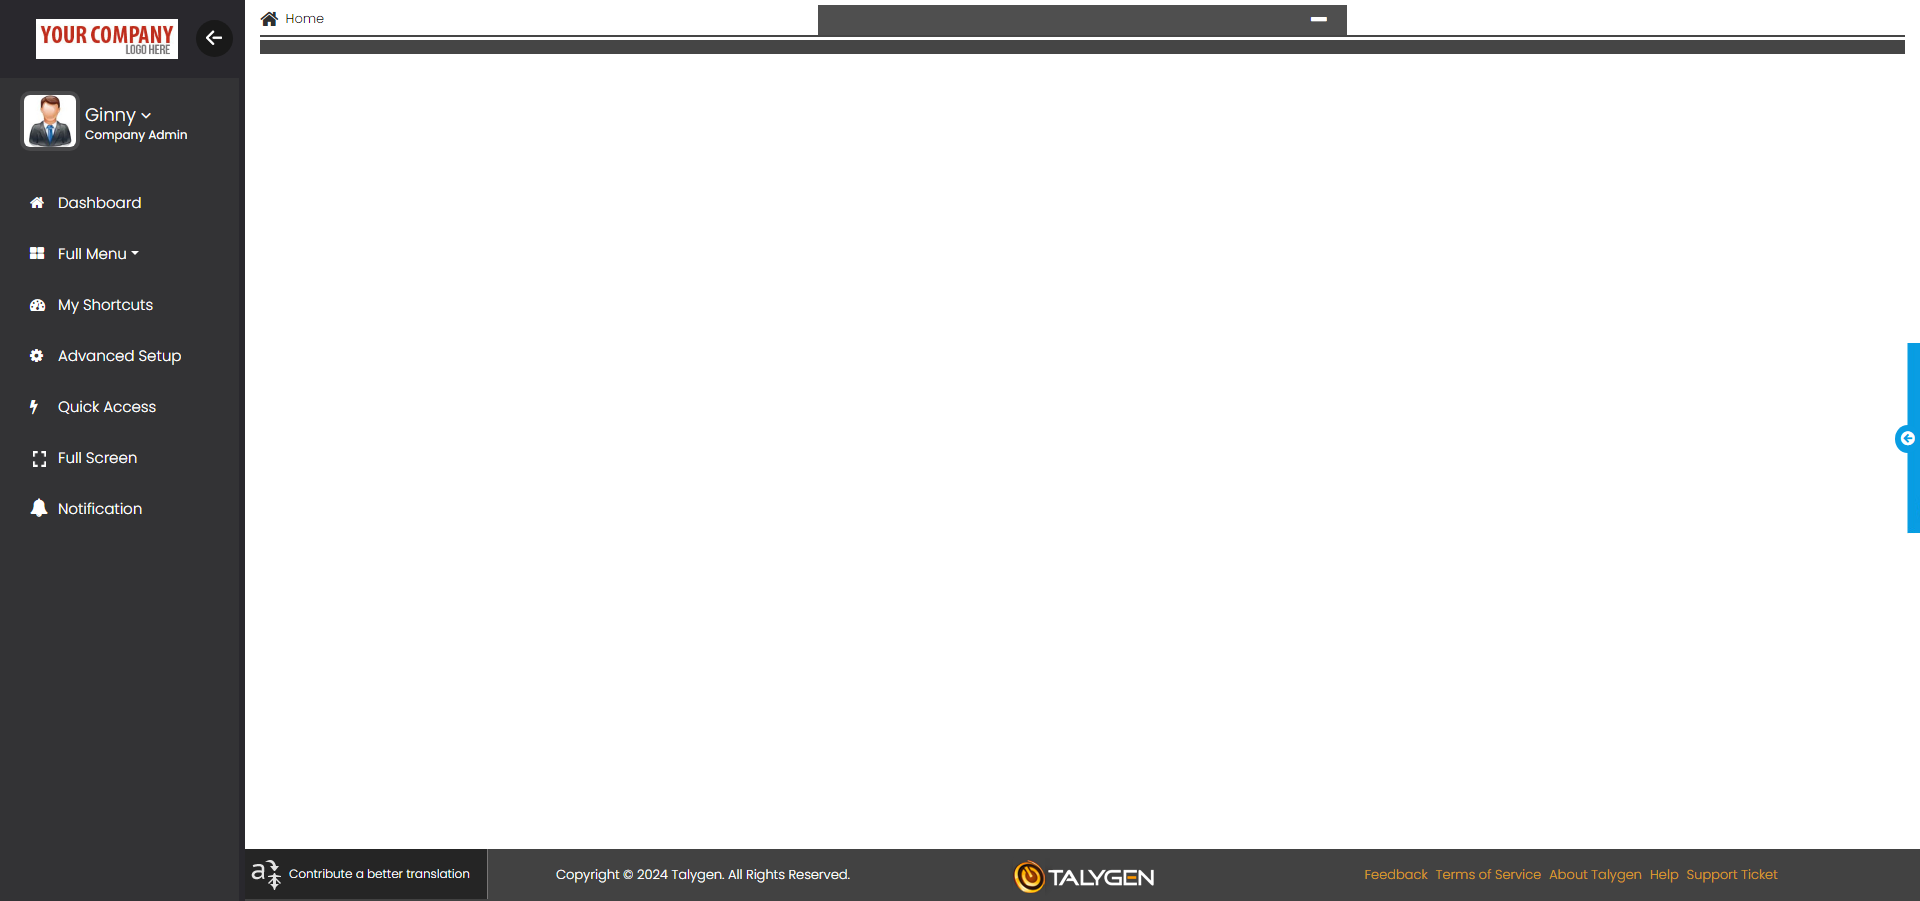 YOUR COMPANY
LOGO HERE
Ginny
Company Admin
Dashboard
Full Menu
My Shortcuts
Advanced Setup
Quick Access
Full Screen
Notification
Home
Contribute a better translation
Copyright © 2024 Talygen. All Rights Reserved.
TALYGEN
Feedback Terms of Service About Talygen Help Support Ticket